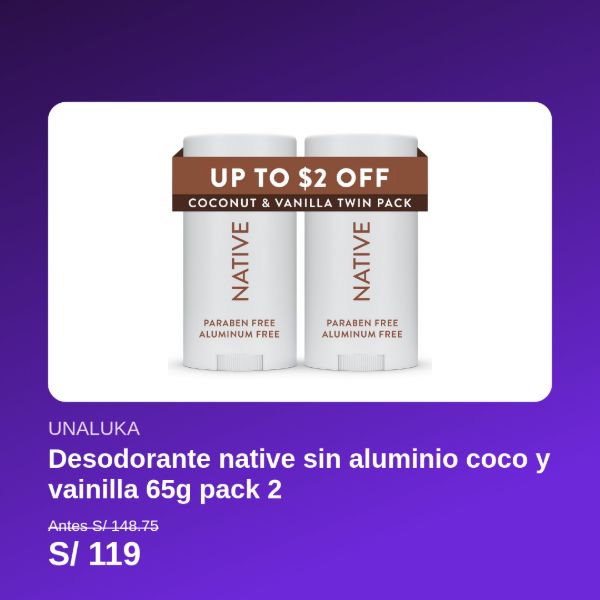 UP TO $2 OFF
COCONUT & VANILLA TWIN PACK
NATIVE NATIVE
PARABEN FREE PARABEN FREE
ALUMINUM FREE ALUMINUM FREE
UNALUKA
Desodorante native sin aluminio coco y
vainilla 65g pack 2
Antes S/ 148.75
S/ 119